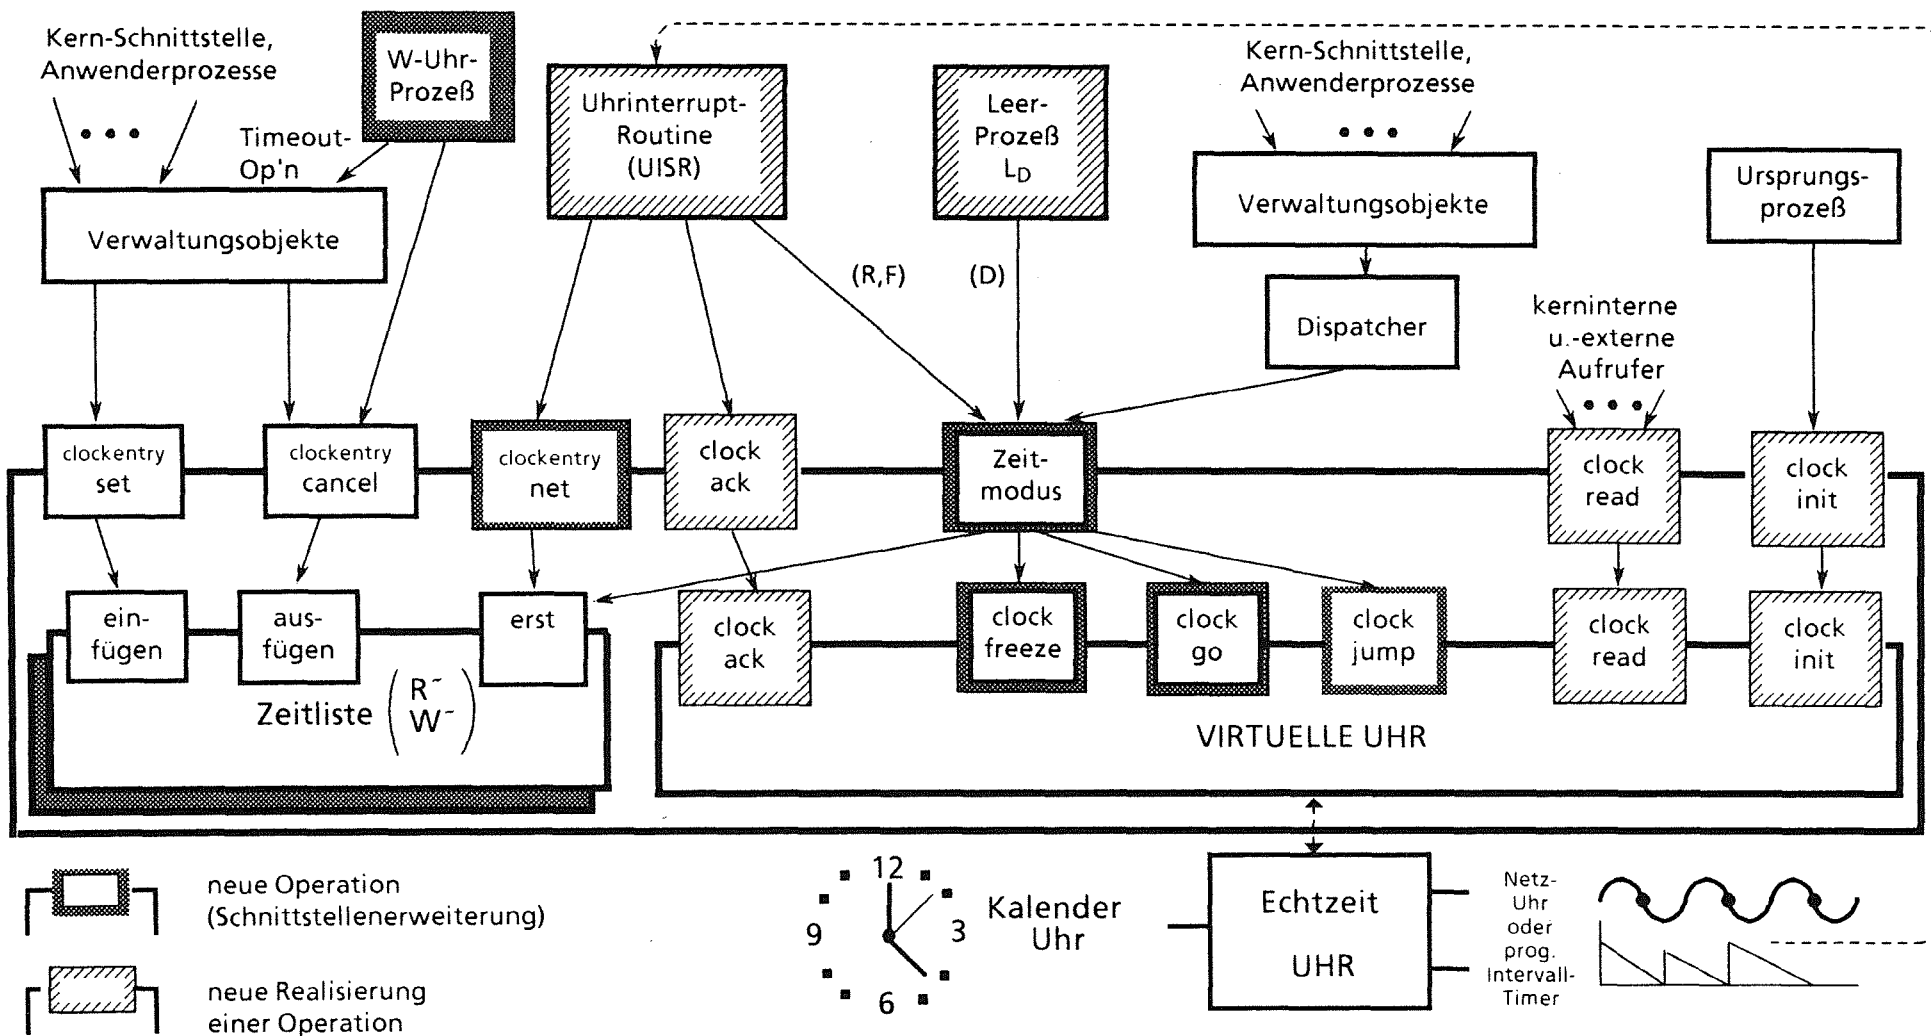 Kern-Schnittstelle,
Anwenderprozesse
W-Uhr-
Prozeß
Timeout-
Op'n
Uhrinterrupt-
Routine
(UISR)
Leer-
Prozeß
L_D
Kern-Schnittstelle,
Anwenderprozesse
Verwaltungsobjekte
Verwaltungsobjekte
Ursprungs-
prozeß
(R,F)
(D)
Dispatcher
kerninterne
u.-externe
Aufrufer
clockentry
set
clockentry
cancel
clockentry
net
clock
ack
Zeit-
modus
clock
read
clock
init
ein-
fügen
aus-
fügen
erst
clock
ack
clock
freeze
clock
go
clock
jump
clock
read
clock
init
Zeitliste (R~
W~)
VIRTUELLE UHR
neue Operation
(Schnittstellenerweiterung)
neue Realisierung
einer Operation
12
9
3
6
Kalender
Uhr
Echtzeit
UHR
Netz-
Uhr
oder
prog.
Intervall-
Timer